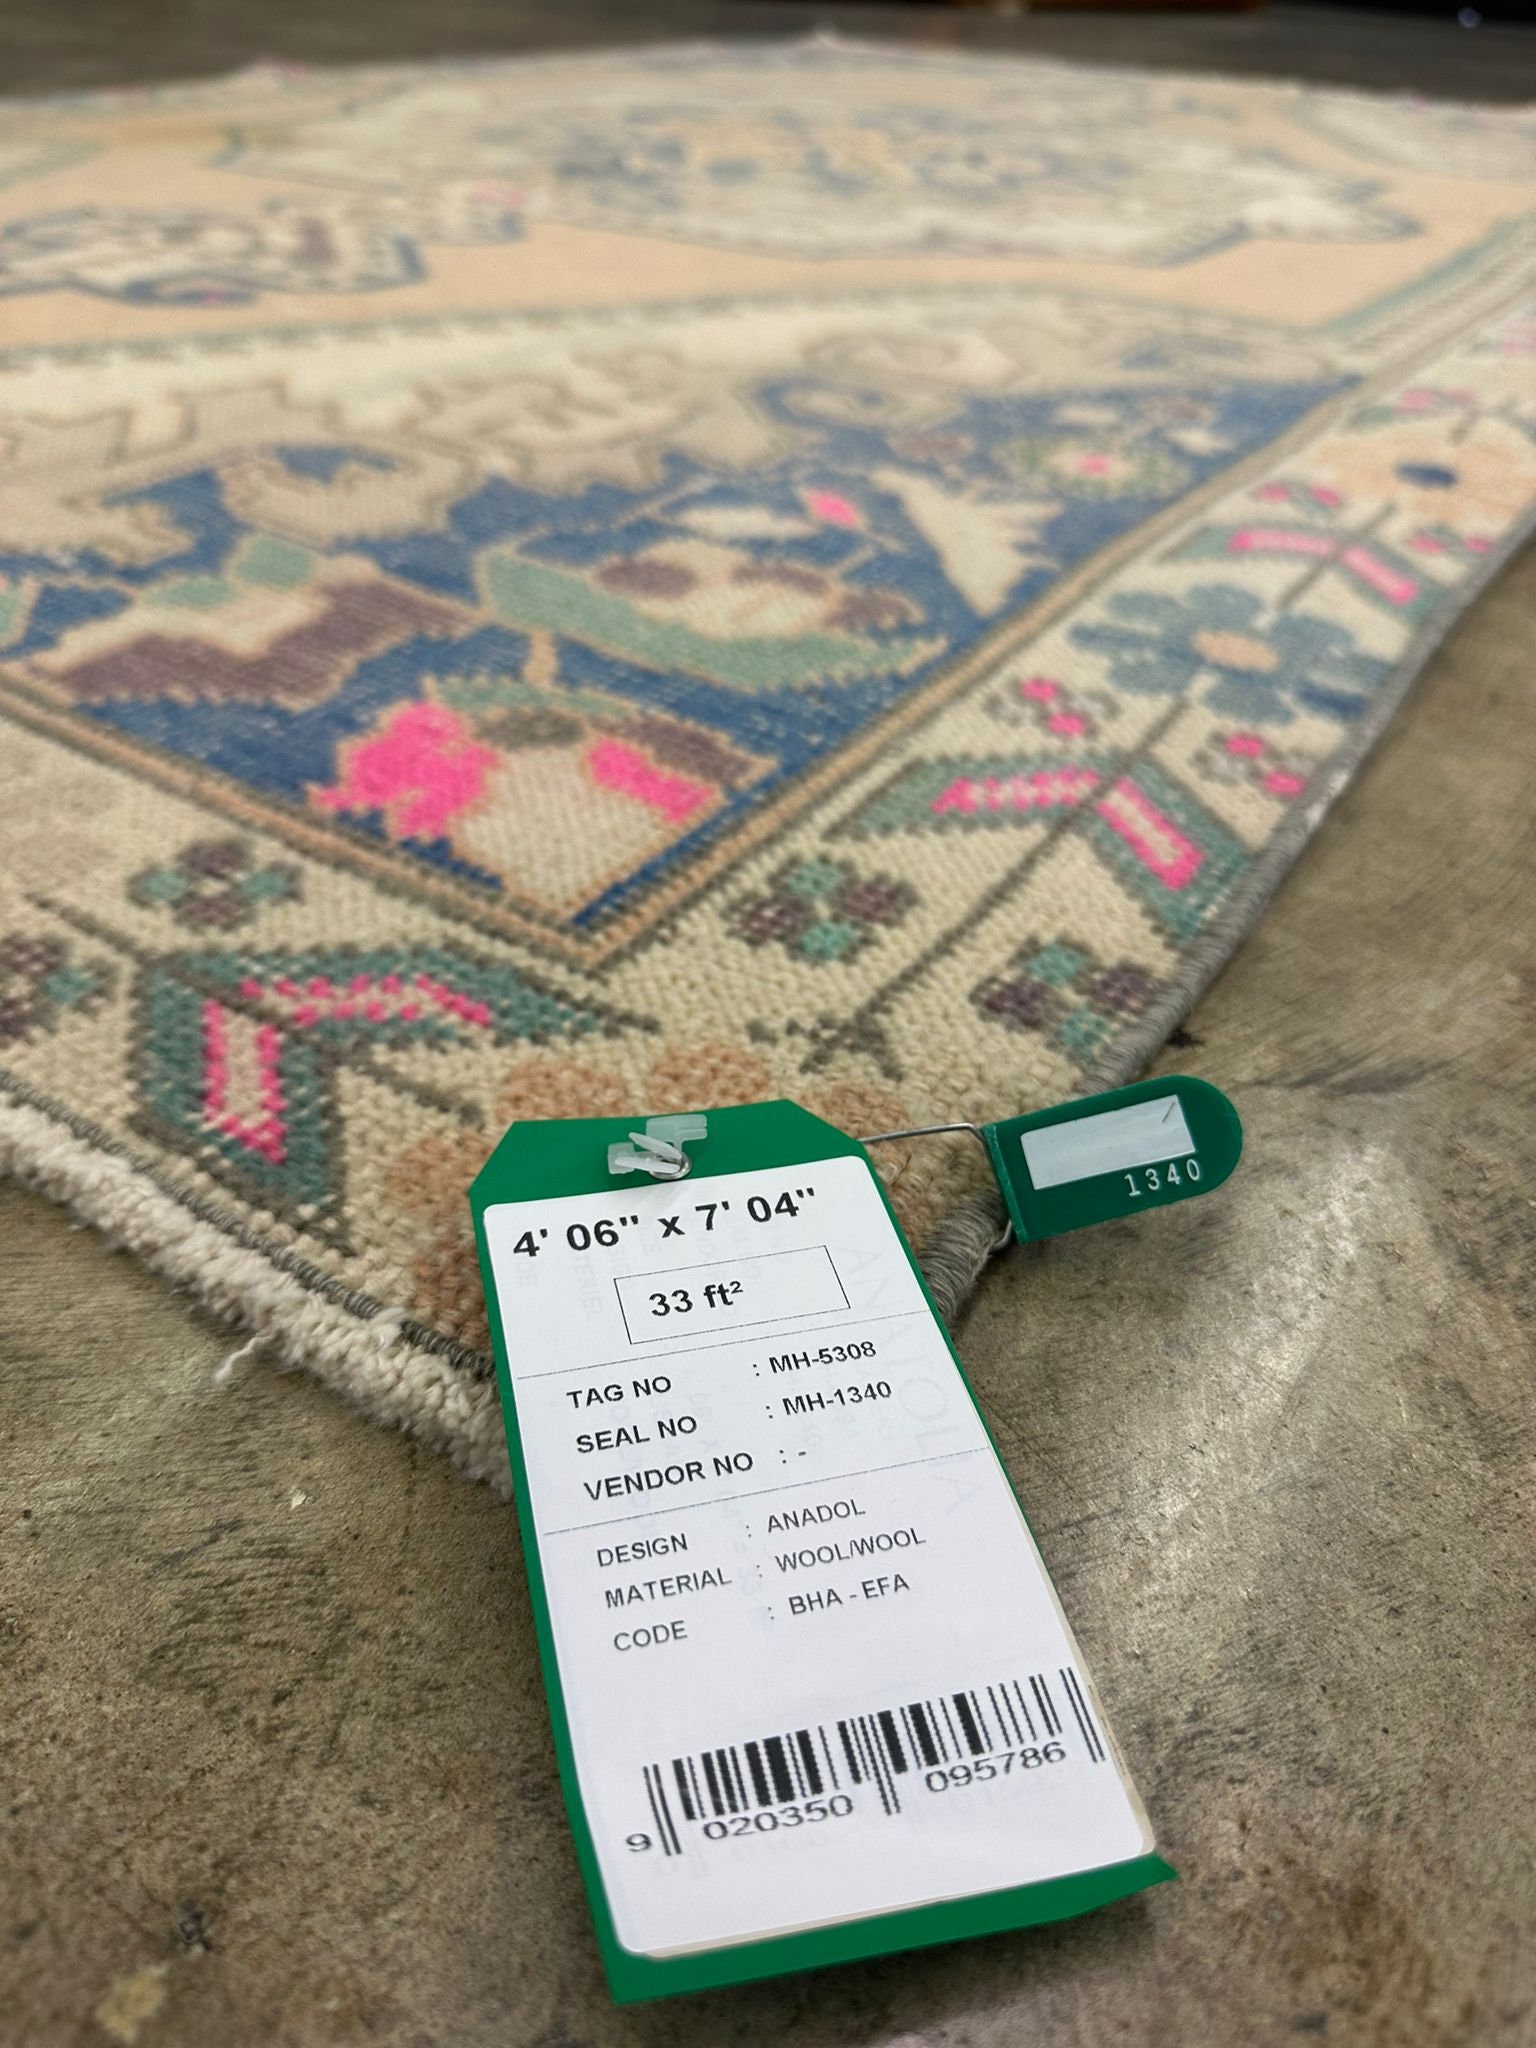 4' 06" x 7' 04"
33 ft²
TAG NO : MH-5308
SEAL NO : MH-1340
VENDOR NO : -
DESIGN : ANADOL
MATERIAL : WOOL/WOOL
CODE : BHA - EFA
9 020350 095786
1340
ANATOLIA